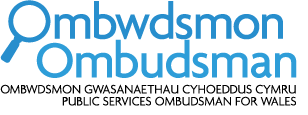 Ombwdsmon
Ombudsman
OMBWDSMON GWASANAETHAU CYHOEDDUS CYMRU
PUBLIC SERVICES OMBUDSMAN FOR WALES